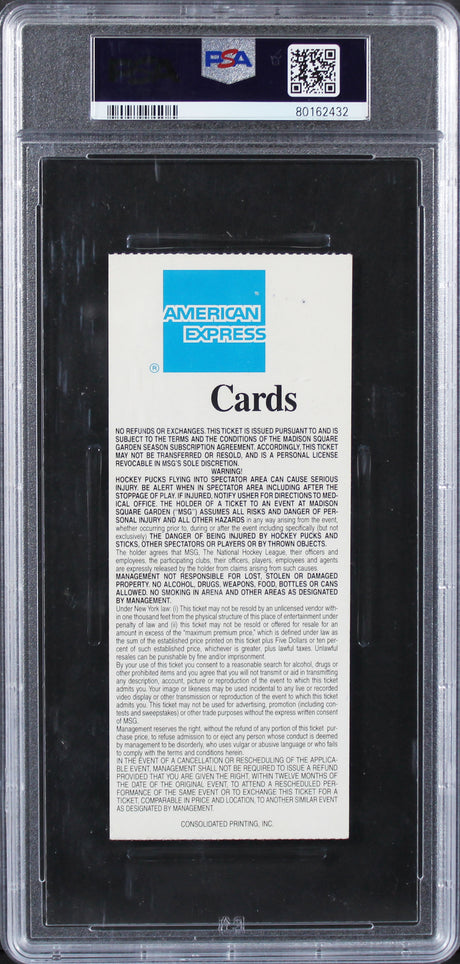 PSA
80162432
AMERICAN
EXPRESS
®
Cards
NO REFUNDS OR EXCHANGES. THIS TICKET IS ISSUED PURSUANT TO AND IS
SUBJECT TO THE TERMS AND THE CONDITIONS OF THE MADISON SQUARE
GARDEN SEASON SUBSCRIPTION AGREEMENT. ACCORDINGLY, THIS TICKET
MAY NOT BE TRANSFERRED OR RESOLD, AND IS A PERSONAL LICENSE
REVOCABLE IN MSG'S SOLE DISCRETION.
WARNING!
HOCKEY PUCKS FLYING INTO SPECTATOR AREA CAN CAUSE SERIOUS
INJURY. BE ALERT WHEN IN SPECTATOR AREA INCLUDING AFTER THE
STOPPAGE OF PLAY. IF INJURED, NOTIFY USHER FOR DIRECTIONS TO MED-
ICAL OFFICE. THE HOLDER OF A TICKET TO AN EVENT AT MADISON
SQUARE GARDEN ("MSG") ASSUMES ALL RISKS AND DANGER OF PER-
SONAL INJURY AND ALL OTHER HAZARDS in any way arising from the event,
whether occurring prior to, during or after the event including specifically (but not
exclusively) THE DANGER OF BEING INJURED BY HOCKEY PUCKS AND
STICKS, OTHER SPECTATORS OR PLAYERS OR BY THROWN OBJECTS.
The holder agrees that MSG, The National Hockey League, their officers and
employees, the participating clubs, their officers, players, employees and agents
are expressly released by the holder from claims arising from such causes.
MANAGEMENT NOT RESPONSIBLE FOR LOST, STOLEN OR DAMAGED
PROPERTY. NO ALCOHOL, DRUGS, WEAPONS, FOOD, BOTTLES OR CANS
ALLOWED. NO SMOKING IN ARENA AND OTHER AREAS AS DESIGNATED
BY MANAGEMENT.
Under New York law: (i) This ticket may not be resold by an unlicensed vendor with-
in one thousand feet from the physical structure of this place of entertainment under
penalty of law and (ii) this ticket may not be resold or offered for resale for an
amount in excess of the "maximum premium price," which is defined under law as
the sum of the established price printed on this ticket plus Five Dollars or ten per-
cent of such established price, whichever is greater, plus lawful taxes. Unlawful
resales can be punishable by fine and/or imprisonment.
By your use of this ticket you consent to a reasonable search for alcohol, drugs or
other prohibited items and you agree that you will not transmit or aid in transmitting
any description, account, picture or reproduction of the event to which this ticket
admits you. Your image or likeness may be used incidental to any live or recorded
video display or other transmission or reproduction of the event to which this ticket
admits you. This ticket may not be used for advertising, promotion (including con-
tests and sweepstakes) or other trade purposes without the express written consent
of MSG.
Management reserves the right, without the refund of any portion of this ticket pur-
chase price, to refuse admission to or eject any person whose conduct is deemed
by management to be disorderly, who uses vulgar or abusive language or who fails
to comply with the terms and conditions herein.
IN THE EVENT OF A CANCELLATION OR RESCHEDULING OF THE APPLICA-
BLE EVENT, MANAGEMENT SHALL NOT BE REQUIRED TO ISSUE A REFUND
PROVIDED THAT YOU ARE GIVEN THE RIGHT, WITHIN TWELVE MONTHS OF
THE DATE OF THE ORIGINAL EVENT, TO ATTEND A RESCHEDULED PER-
FORMANCE OF THE SAME EVENT OR TO EXCHANGE THIS TICKET FOR A
TICKET, COMPARABLE IN PRICE AND LOCATION, TO ANOTHER SIMILAR EVENT
AS DESIGNATED BY MANAGEMENT.
CONSOLIDATED PRINTING, INC.